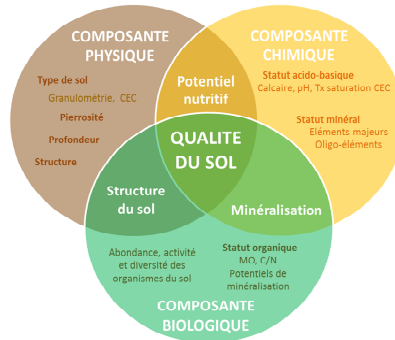 COMPOSANTE
PHYSIQUE
Type de sol
Granulométrie, CEC
Pierrosité
Profondeur
Structure
Potentiel
nutritif
COMPOSANTE
CHIMIQUE
Statut acido-basique
Calcaire, pH, Tx saturation CEC
Statut minéral
Eléments majeurs
Oligo-éléments
QUALITE
DU SOL
Structure
du sol
Minéralisation
Abondance, activité
et diversité des
organismes du sol
Statut organique
MO, C/N
Potentiels de
minéralisation
COMPOSANTE
BIOLOGIQUE